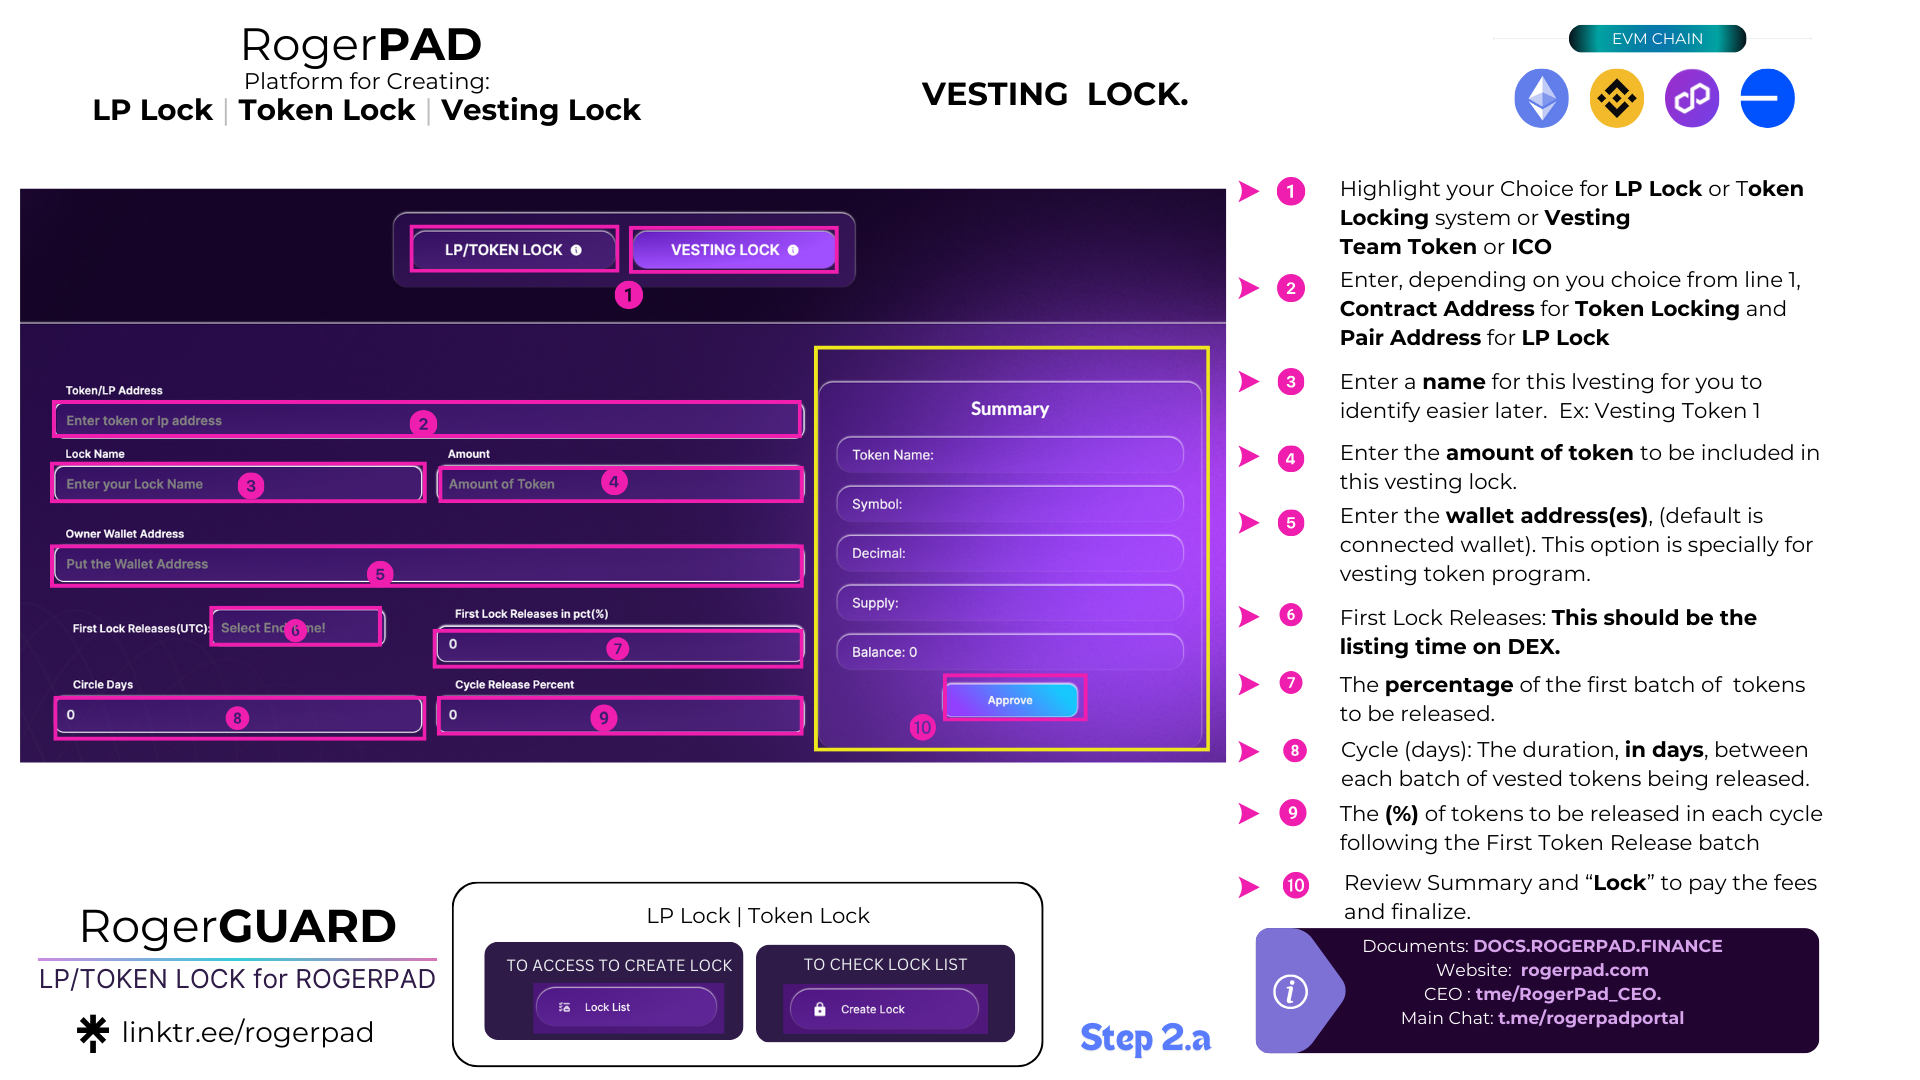 RogerPAD
Platform for Creating:
LP Lock | Token Lock | Vesting Lock
VESTING LOCK.
EVM CHAIN
LP/TOKEN LOCK
VESTING LOCK
1
Token/LP Address
Enter token or lp address
2
Lock Name
Amount
Enter your Lock Name
3
Amount of Token
4
Owner Wallet Address
Put the Wallet Address
5
First Lock Releases(UTC):
Select End me!
6
First Lock Releases in pct(%)
0
7
Circle Days
Cycle Release Percent
0
8
0
9
Summary
Token Name:
Symbol:
Decimal:
Supply:
Balance: 0
Approve
10
1
Highlight your Choice for LP Lock or Token
Locking system or Vesting
Team Token or ICO
2
Enter, depending on you choice from line 1,
Contract Address for Token Locking and
Pair Address for LP Lock
3
Enter a name for this lvesting for you to
identify easier later. Ex: Vesting Token 1
4
Enter the amount of token to be included in
this vesting lock.
5
Enter the wallet address(es), (default is
connected wallet). This option is specially for
vesting token program.
6
First Lock Releases: This should be the
listing time on DEX.
7
The percentage of the first batch of tokens
to be released.
8
Cycle (days): The duration, in days, between
each batch of vested tokens being released.
9
The (%) of tokens to be released in each cycle
following the First Token Release batch
10
Review Summary and “Lock” to pay the fees
and finalize.
RogerGUARD
LP/TOKEN LOCK for ROGERPAD
linktr.ee/rogerpad
LP Lock | Token Lock
TO ACCESS TO CREATE LOCK
Lock List
TO CHECK LOCK LIST
Create Lock
Step 2.a
Documents: DOCS.ROGERPAD.FINANCE
Website: rogerpad.com
CEO : tme/RogerPad_CEO.
Main Chat: t.me/rogerpadportal